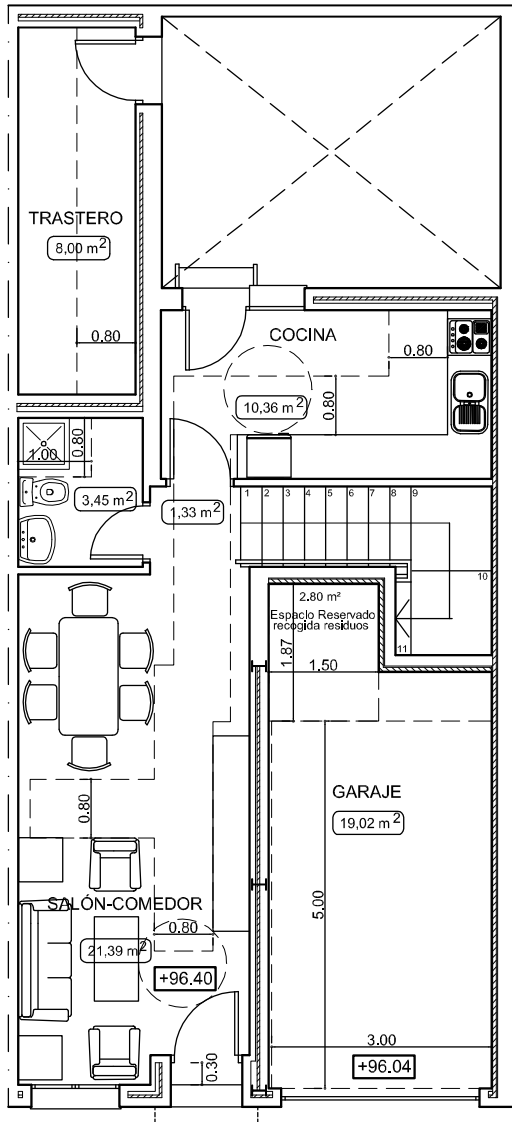 TRASTERO
8,00 m²
0.80
COCINA
0.80
10,36 m²
0.80
1.00
0.80
3,45 m²
1,33 m²
1 2 3 4 5 6 7 8 9
10
11
2.80 m²
Espacio Reservado
recogida residuos
1.87
1.50
GARAJE
19,02 m²
0.80
5.00
SALÓN-COMEDOR
0.80
21,39 m²
+96.40
0.30
3.00
+96.04